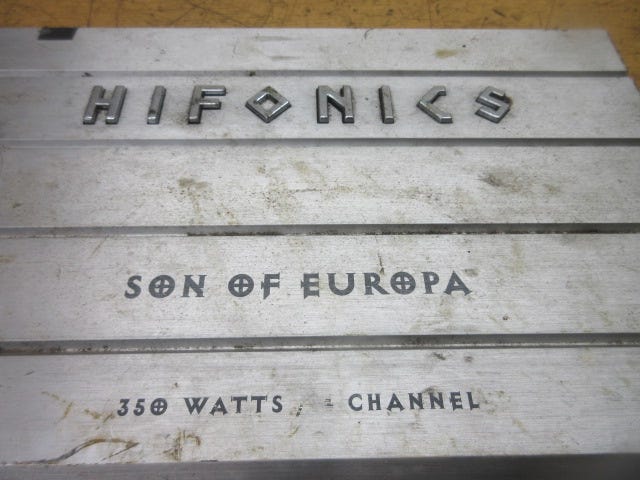 HIFONICS
SON OF EUROPA
350 WATTS - CHANNEL